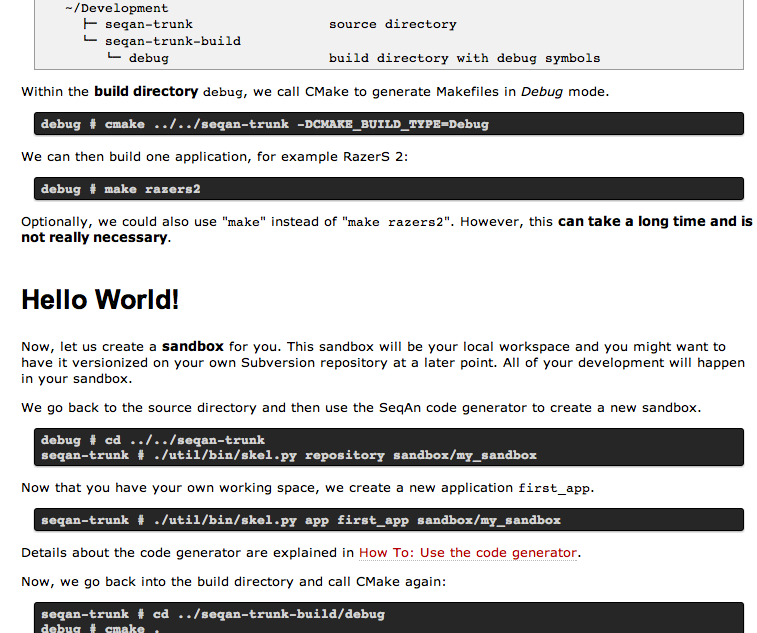 ~/Development
├─ seqan-trunk source directory
└─ seqan-trunk-build
└─ debug build directory with debug symbols
Within the build directory debug, we call CMake to generate Makefiles in Debug mode.
debug # cmake ../../seqan-trunk -DCMAKE_BUILD_TYPE=Debug
We can then build one application, for example RazerS 2:
debug # make razers2
Optionally, we could also use "make" instead of "make razers2". However, this can take a long time and is
not really necessary.
Hello World!
Now, let us create a sandbox for you. This sandbox will be your local workspace and you might want to
have it versionized on your own Subversion repository at a later point. All of your development will happen
in your sandbox.
We go back to the source directory and then use the SeqAn code generator to create a new sandbox.
debug # cd ../../seqan-trunk
seqan-trunk # ./util/bin/skel.py repository sandbox/my_sandbox
Now that you have your own working space, we create a new application first_app.
seqan-trunk # ./util/bin/skel.py app first_app sandbox/my_sandbox
Details about the code generator are explained in How To: Use the code generator.
Now, we go back into the build directory and call CMake again:
seqan-trunk # cd ../seqan-trunk-build/debug
debug # cmake .